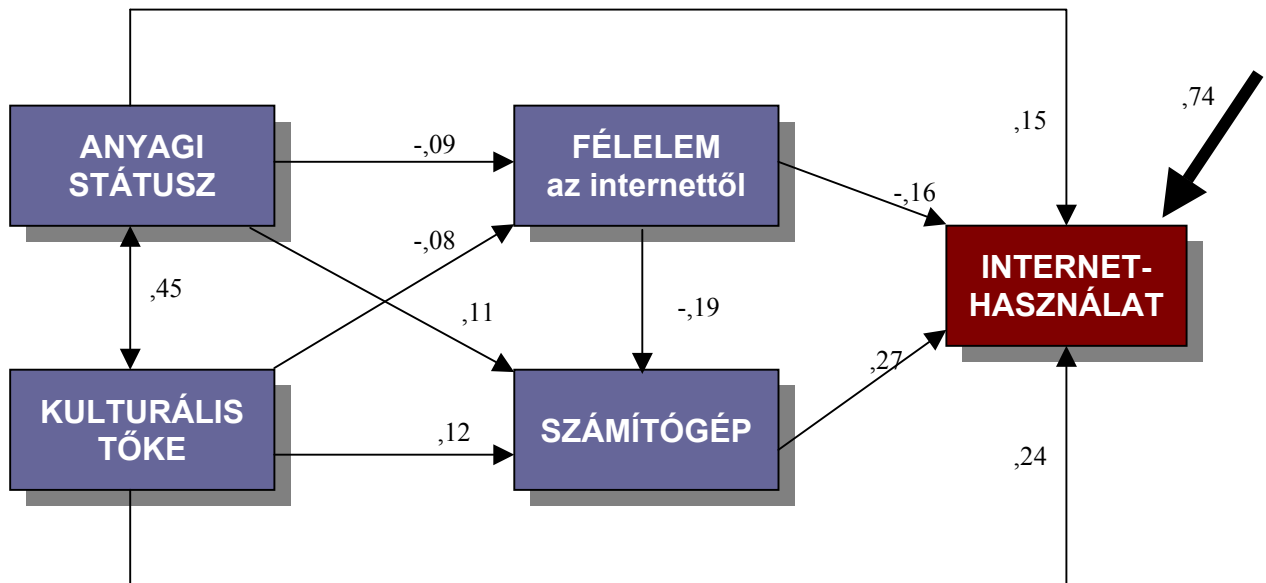 ,74
,15
ANYAGI
STÁTUSZ
-,09
FÉLELEM
az internettől
-,16
-,08
INTERNET-
HASZNÁLAT
,45
,11
-,19
,27
KULTURÁLIS
TŐKE
,12
SZÁMÍTÓGÉP
,24